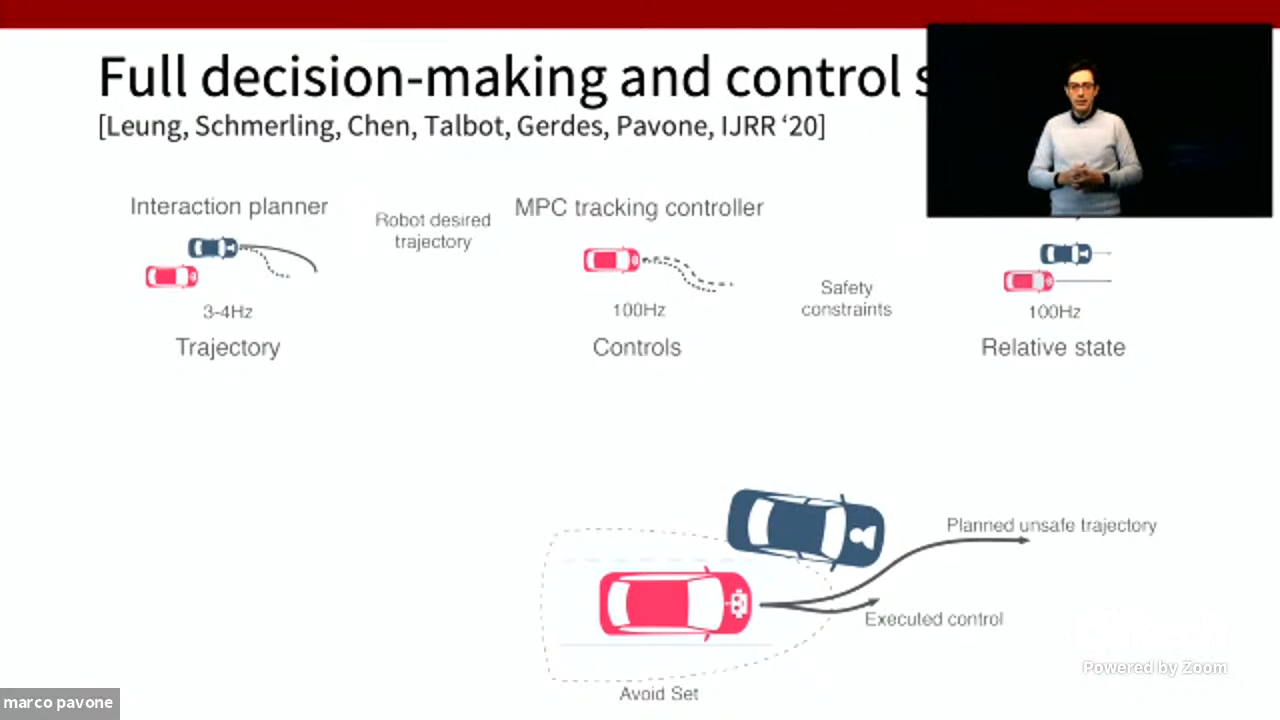 Full decision-making and control
[Leung, Schmerling, Chen, Talbot, Gerdes, Pavone, IJRR ‘20]
Interaction planner
Robot desired
trajectory
MPC tracking controller
Safety
constraints
3-4Hz
100Hz
100Hz
Trajectory
Controls
Relative state
Planned unsafe trajectory
Executed control
Avoid Set
Powered by Zoom
marco pavone